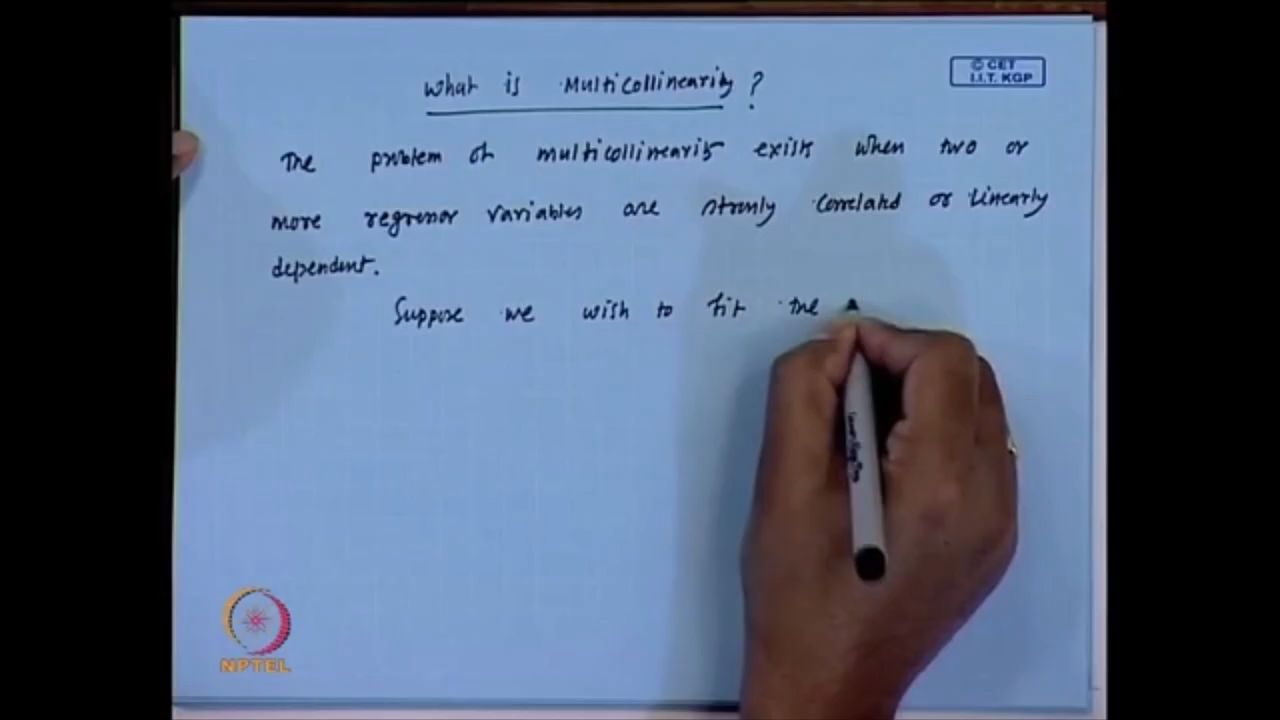 What is Multicollinearity ?
© CET
I.I.T. KGP
The problem of multicollinearity exists when two or
more regressor variables are strongly correlated or linearly
dependent.
Suppose we wish to fit the
NPTEL